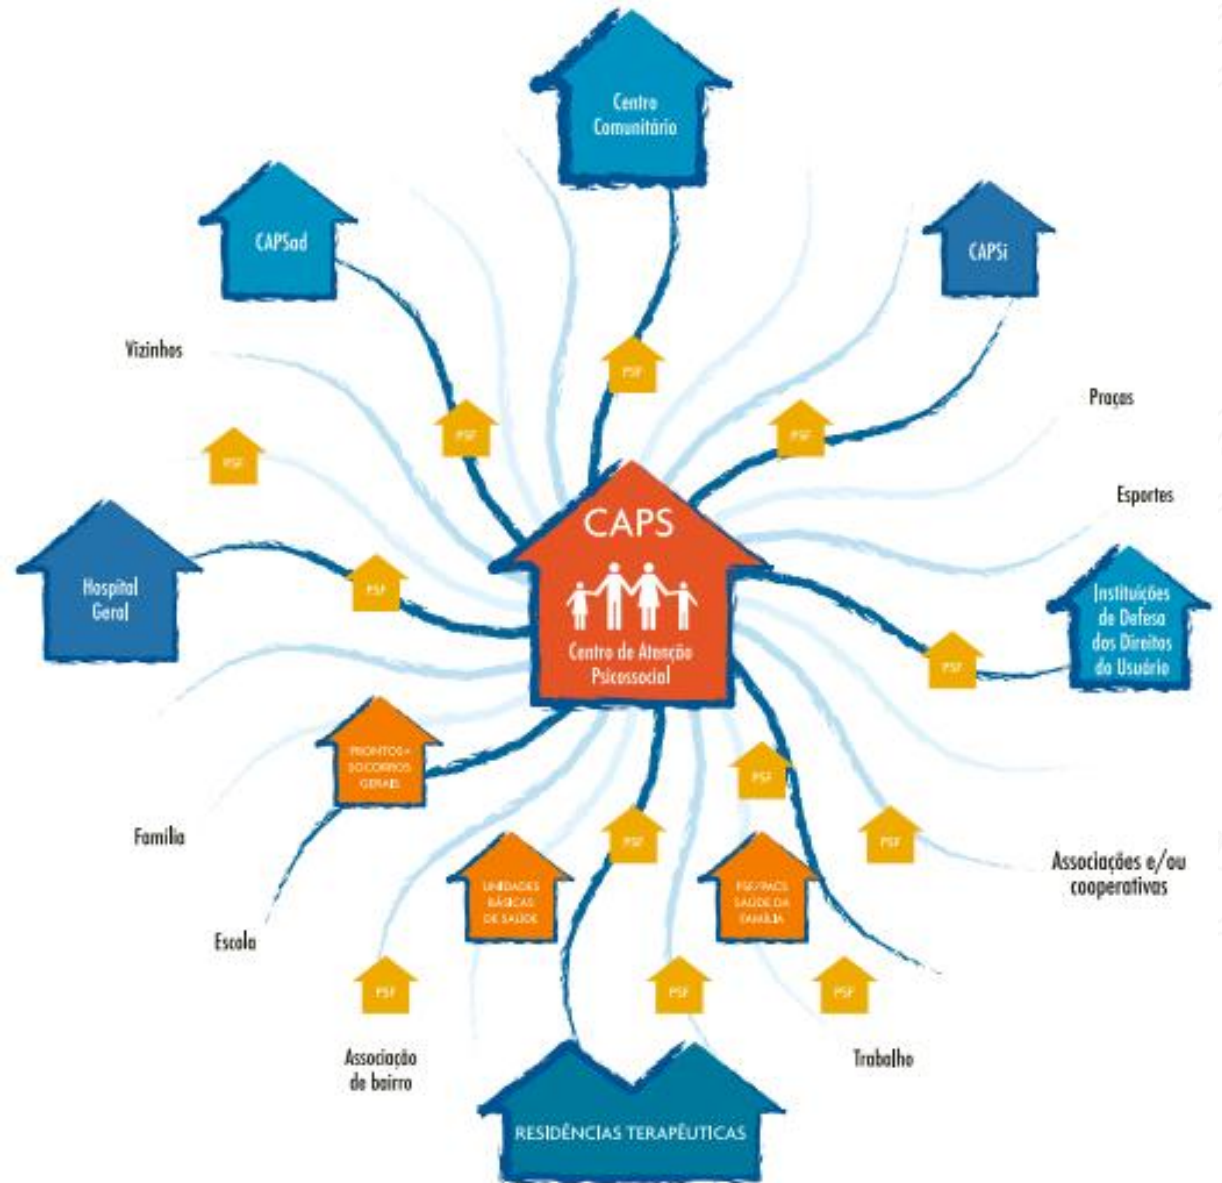 Centro
Comunitário
CAPSad
CAPSi
Vizinhos
PSF
Praças
PSF
PSF
PSF
Esportes
CAPS
Hospital
Geral
PSF
Instituições
de Defesa
dos Direitos
do Usuário
Centro de Atenção
Psicossocial
PSF
PRONTOS-
SOCORROS
GERAIS
PSF
Família
PSF
PSF
Associações e/ou
cooperativas
UNIDADES
BÁSICAS
DE SAÚDE
PSF/PACS
SAÚDE DA
FAMÍLIA
Escola
PSF
PSF
PSF
Associação
de bairro
Trabalho
RESIDÊNCIAS TERAPÊUTICAS